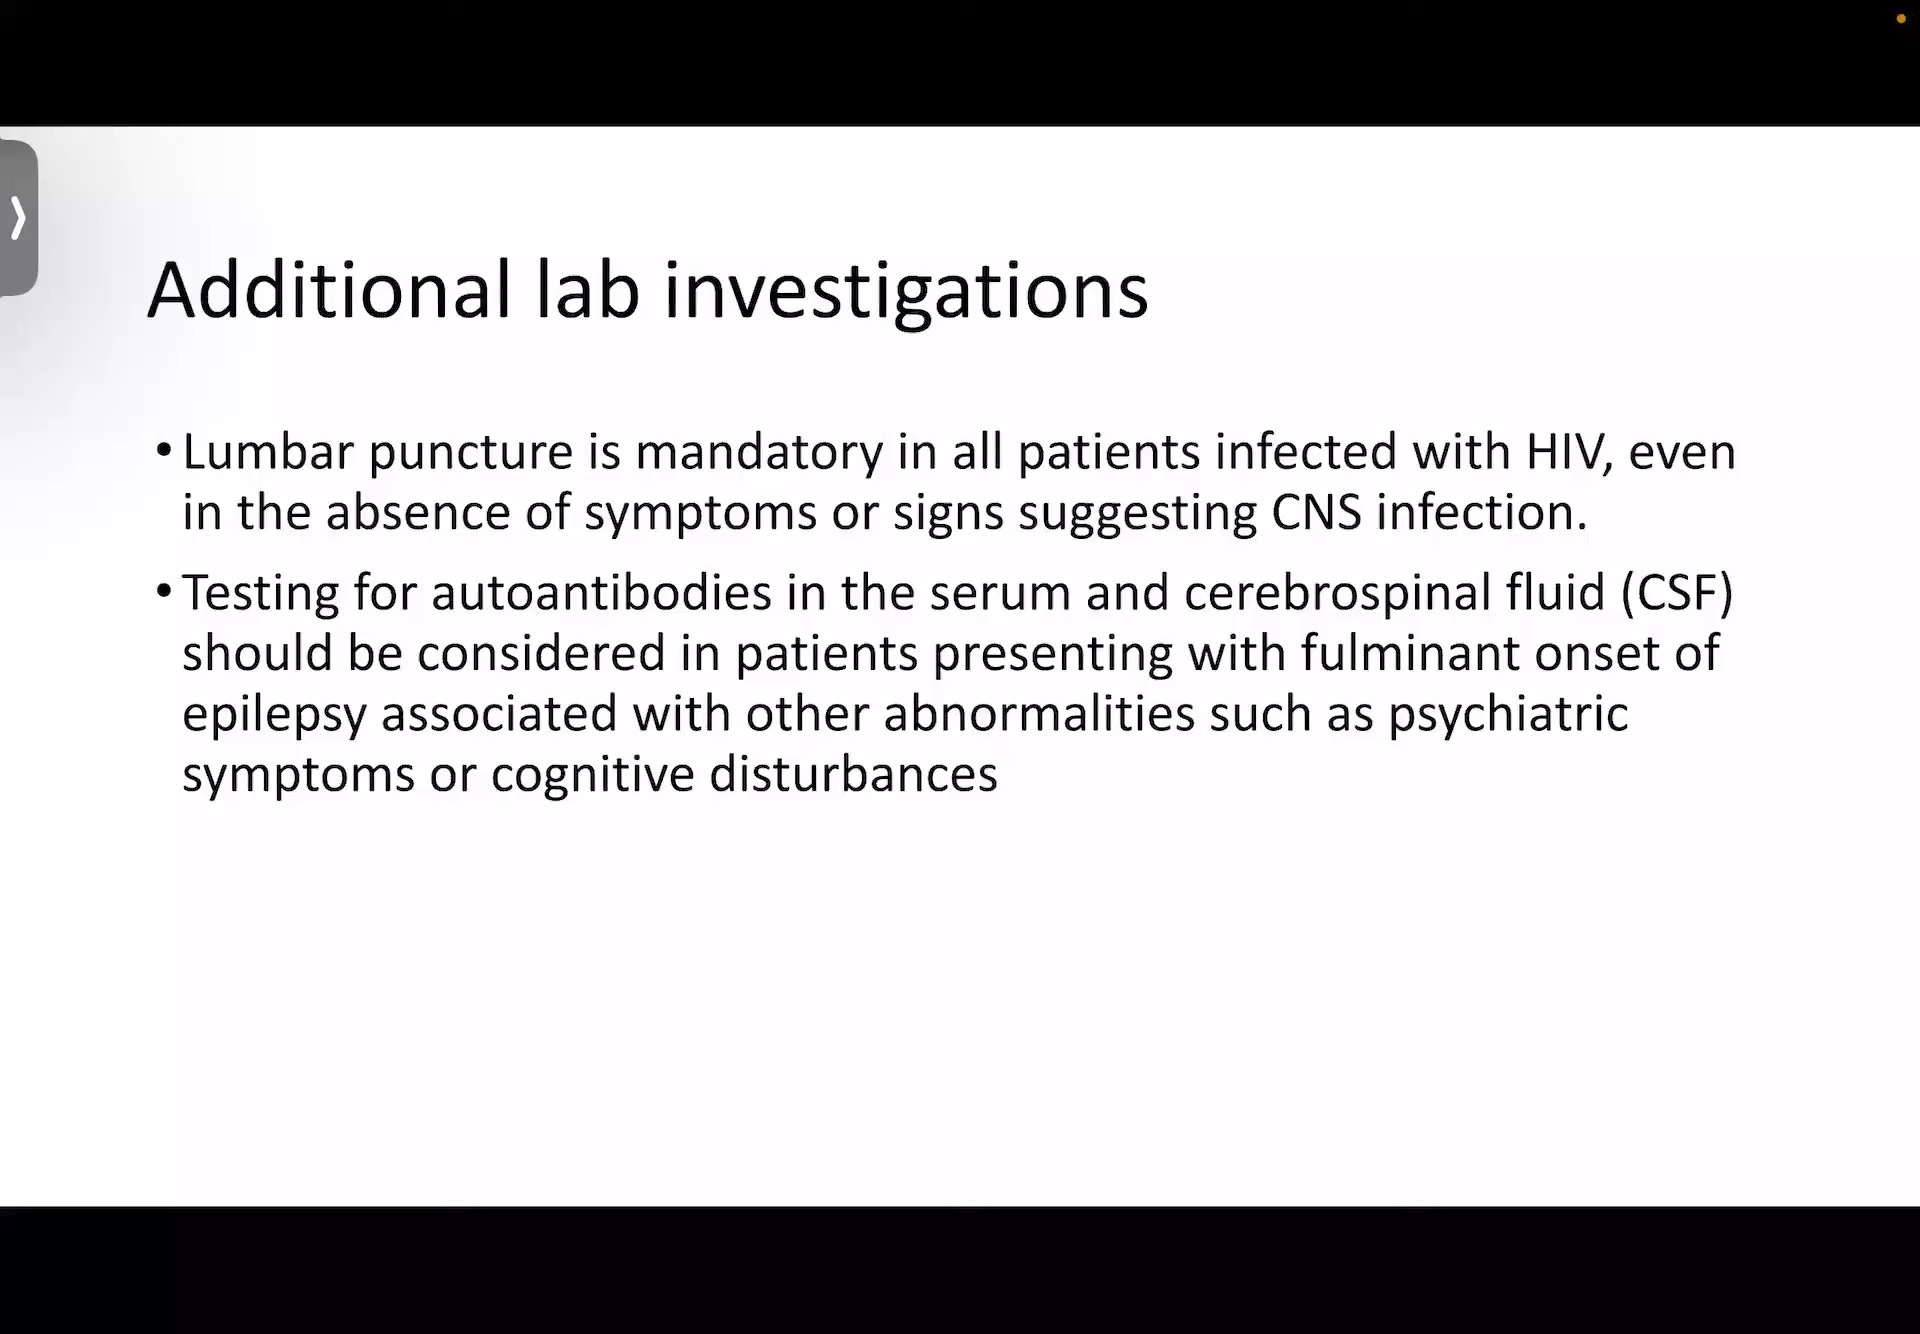 Additional lab investigations
• Lumbar puncture is mandatory in all patients infected with HIV, even
in the absence of symptoms or signs suggesting CNS infection.
• Testing for autoantibodies in the serum and cerebrospinal fluid (CSF)
should be considered in patients presenting with fulminant onset of
epilepsy associated with other abnormalities such as psychiatric
symptoms or cognitive disturbances